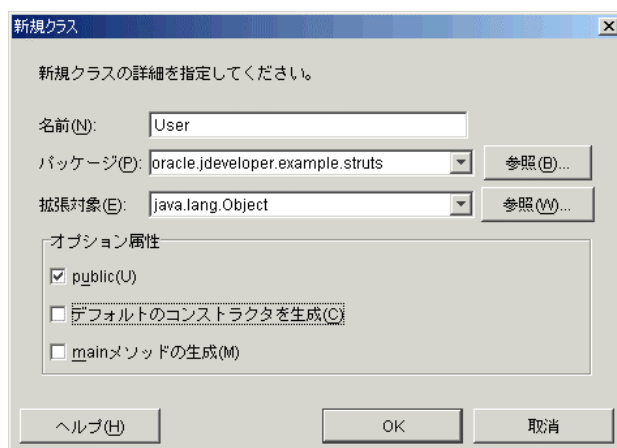 新規クラス
新規クラスの詳細を指定してください。
名前(N): User
パッケージ(P): oracle.jdeveloper.example.struts 参照(B)...
拡張対象(E): java.lang.Object 参照(W)...
オプション属性
public(U)
デフォルトのコンストラクタを生成(C)
mainメソッドの生成(M)
ヘルプ(H) OK 取消